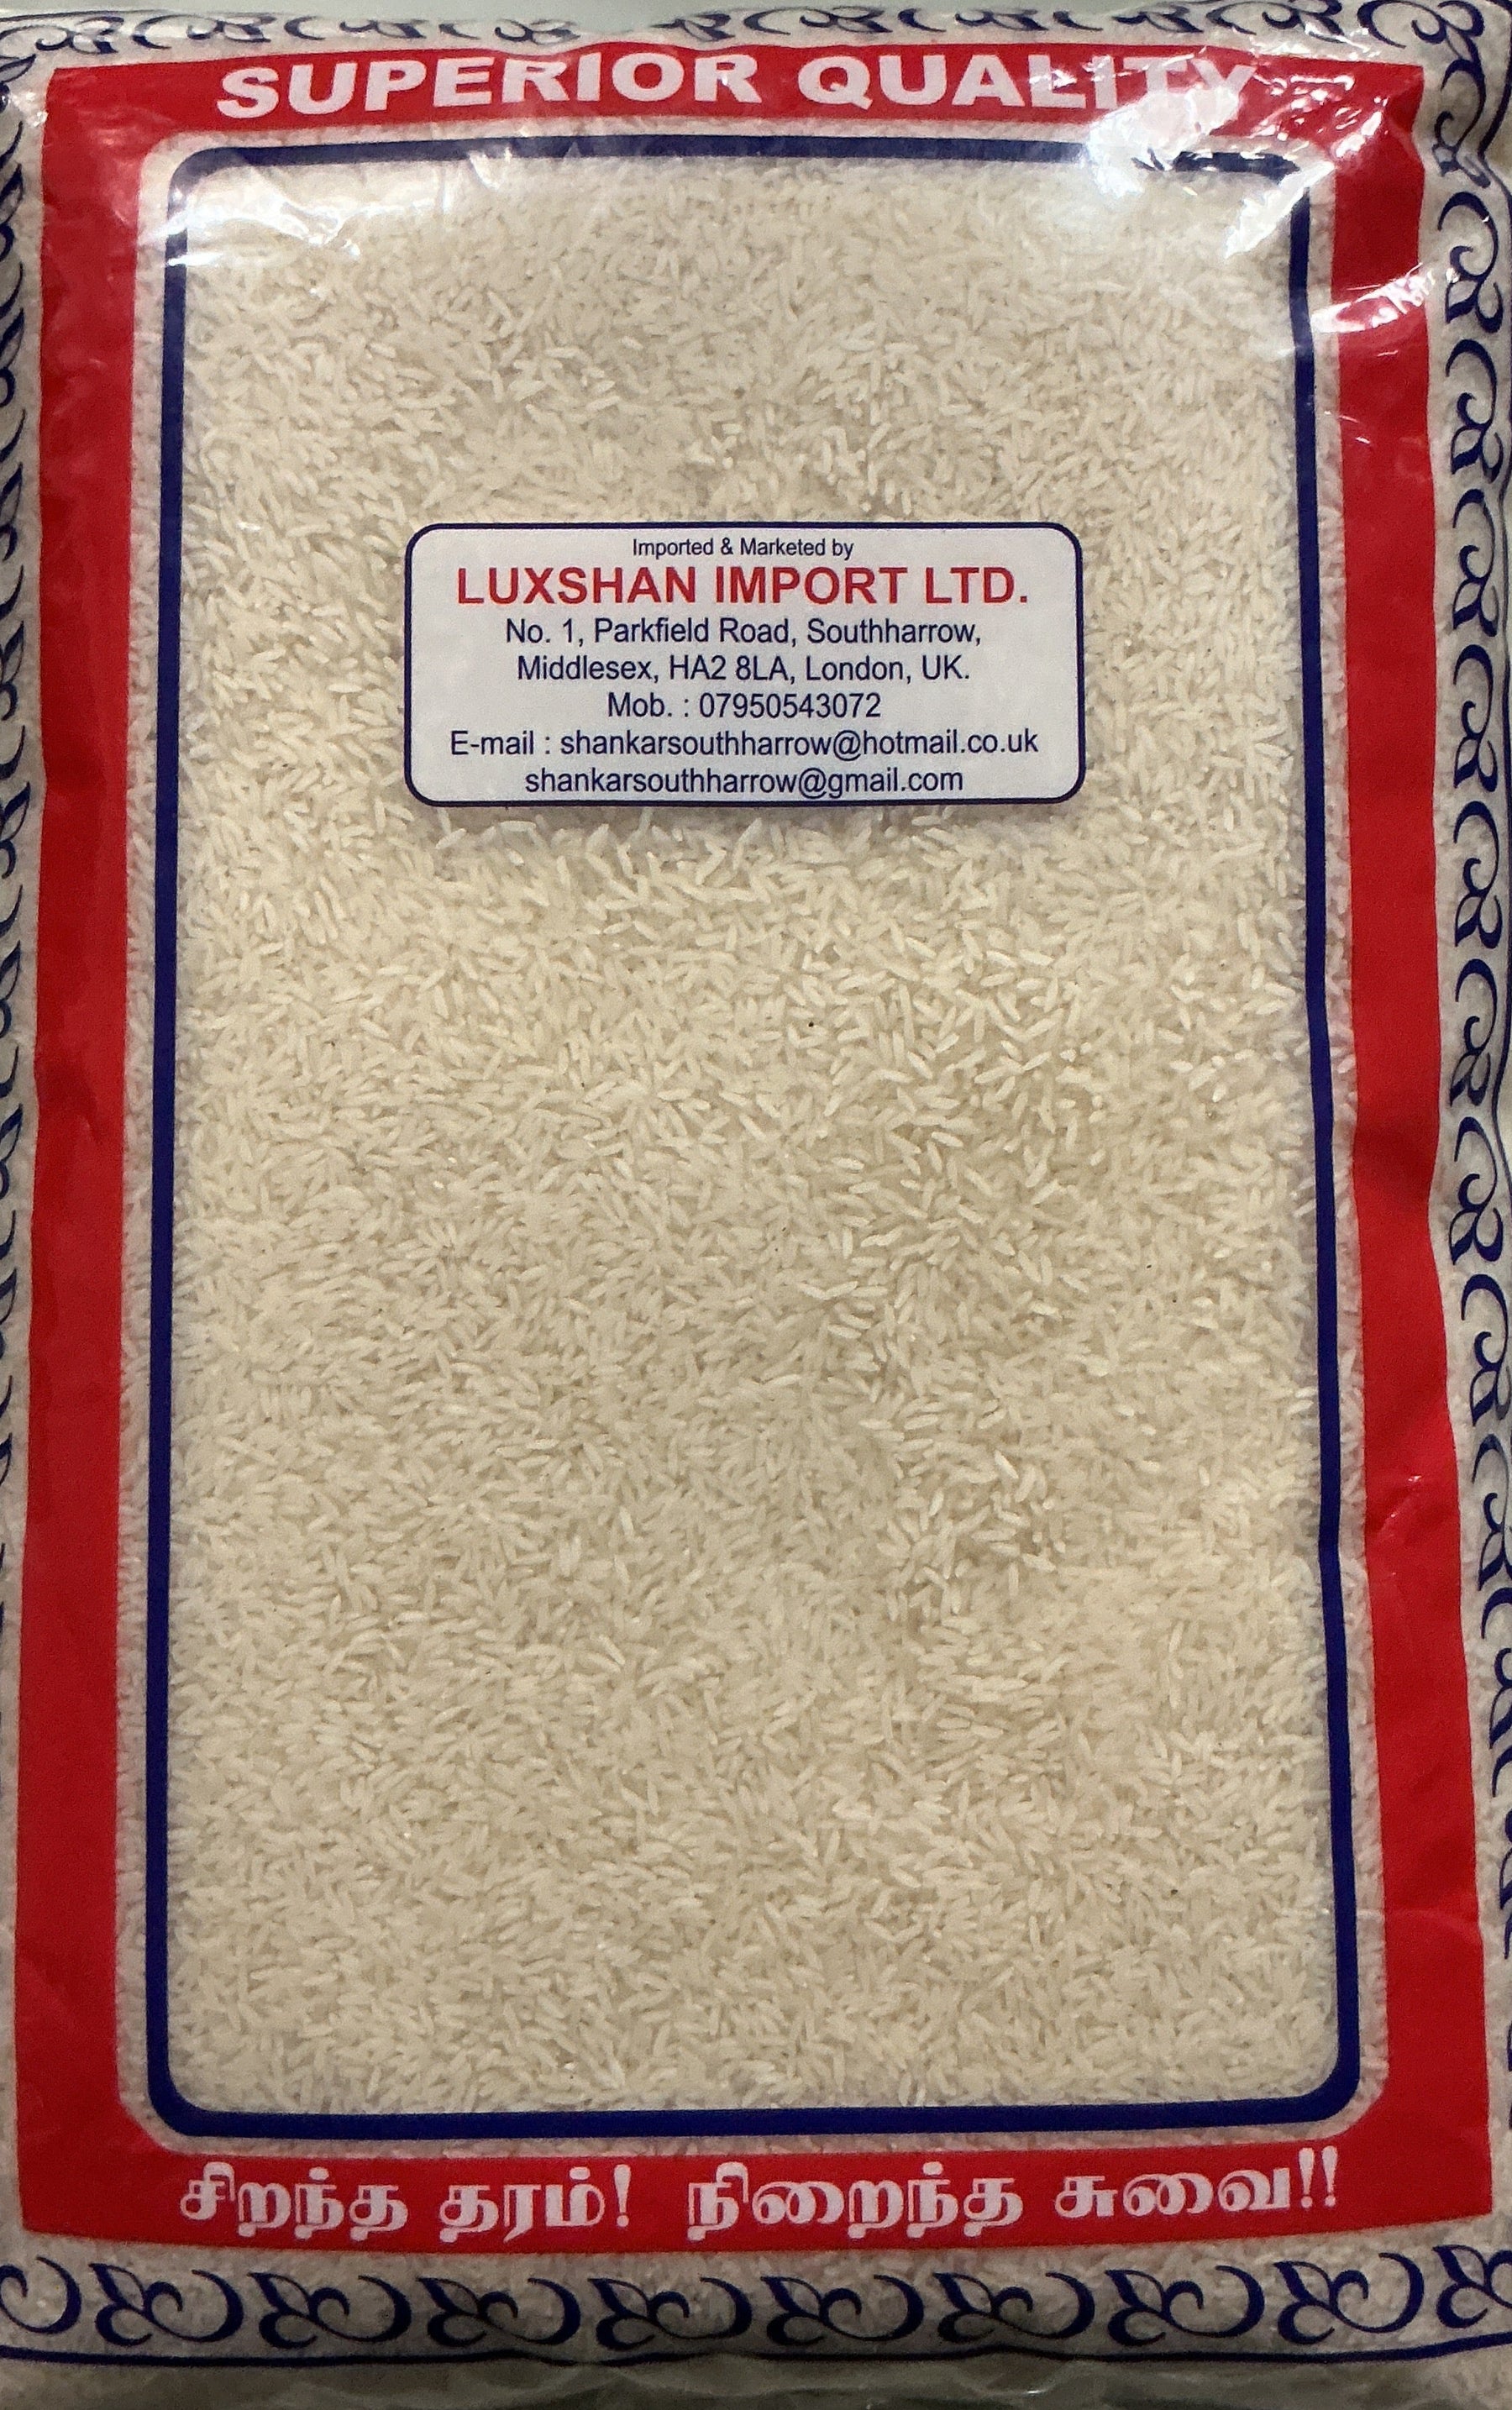 SUPERIOR QUALITY
Imported & Marketed by
LUXSHAN IMPORT LTD.
No. 1, Parkfield Road, Southharrow,
Middlesex, HA2 8LA, London, UK.
Mob. : 07950543072
E-mail : shankarsouthharrow@hotmail.co.uk
shankarsouthharrow@gmail.com
சிறந்த தரம்! நிறைந்த சுவை!!